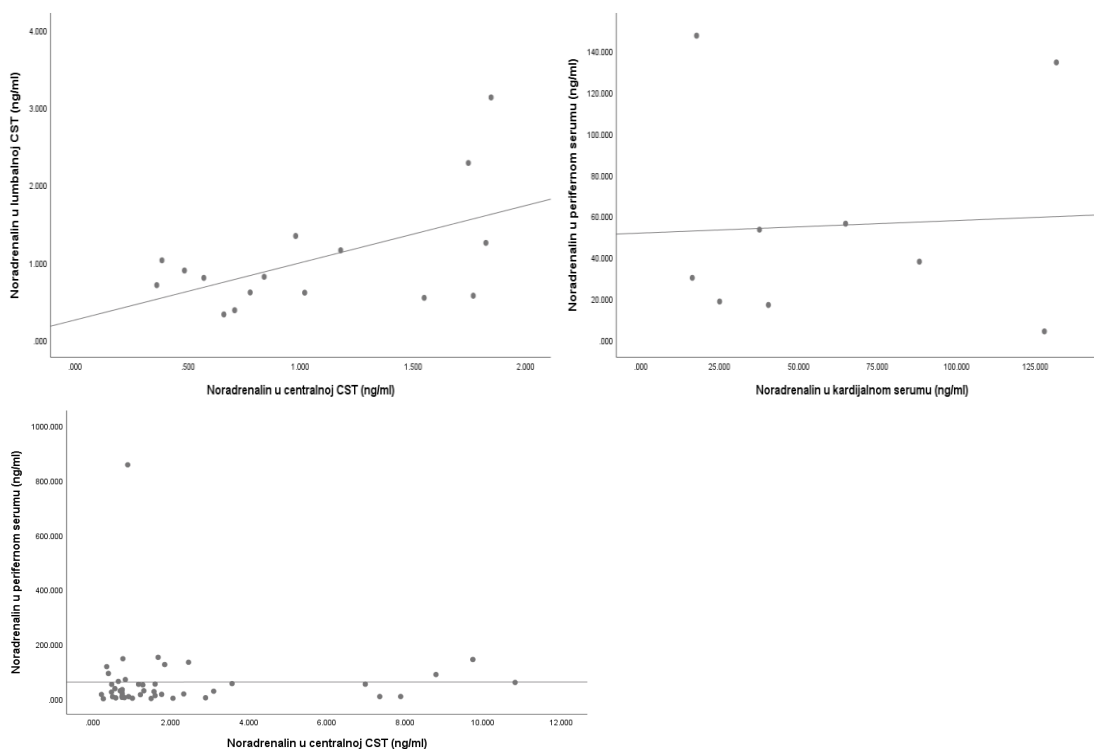 Noradrenalin u lumbalnoj CST (ng/ml)
4.000
3.000
2.000
1.000
.000
.000 .500 1.000 1.500 2.000
Noradrenalin u centralnoj CST (ng/ml)
Noradrenalin u perifernom serumu (ng/ml)
140.000
120.000
100.000
80.000
60.000
40.000
20.000
.000
.000 25.000 50.000 75.000 100.000 125.000
Noradrenalin u kardijalnom serumu (ng/ml)
Noradrenalin u perifernom serumu (ng/ml)
1000.000
800.000
600.000
400.000
200.000
.000
.000 2.000 4.000 6.000 8.000 10.000 12.000
Noradrenalin u centralnoj CST (ng/ml)